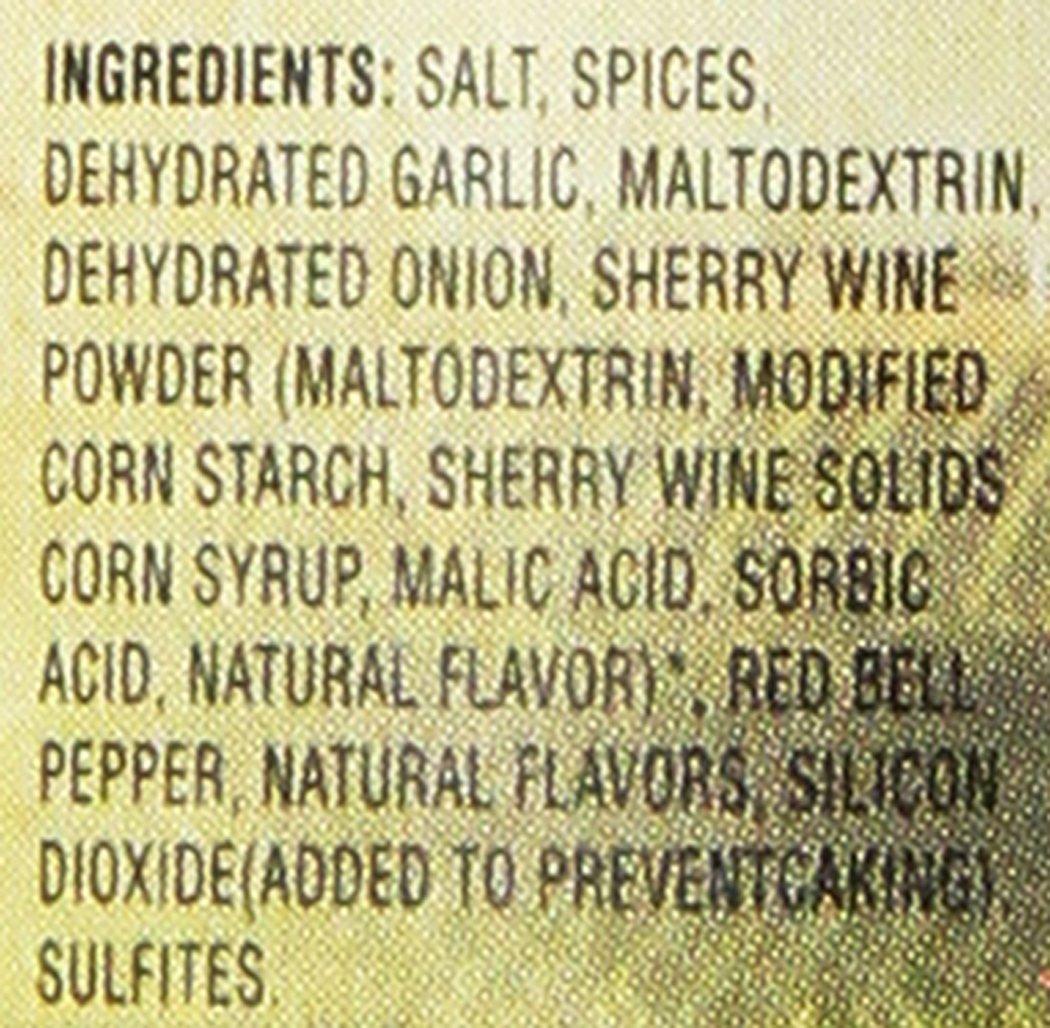 INGREDIENTS: SALT, SPICES,
DEHYDRATED GARLIC, MALTODEXTRIN,
DEHYDRATED ONION, SHERRY WINE
POWDER (MALTODEXTRIN, MODIFIED
CORN STARCH, SHERRY WINE SOLIDS
CORN SYRUP, MALIC ACID, SORBIC
ACID, NATURAL FLAVOR)*, RED BELL
PEPPER, NATURAL FLAVORS, SILICON
DIOXIDE(ADDED TO PREVENTCAKING),
SULFITES.